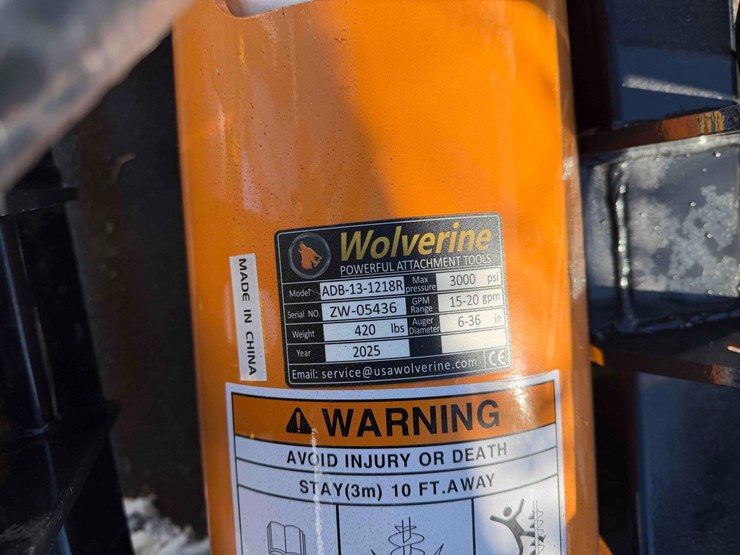 Wolverine
POWERFUL ATTACHMENT TOOLS
Model ADB-13-1218R Max pressure 3000 psi
Serial NO. ZW-05436 GPM Range 15-20 gpm
Weight 420 lbs Auger Diameter 6-36 in
Year 2025
Email: service@usawolverine.com CE
MADE IN CHINA
WARNING
AVOID INJURY OR DEATH
STAY(3m) 10 FT.AWAY